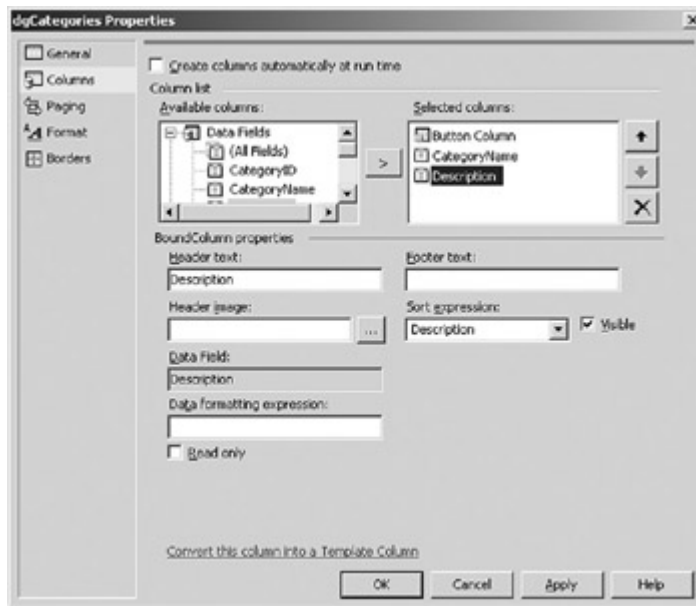 dgCategories Properties
General
Columns
Paging
Format
Borders
Create columns automatically at run time
Column list
Available columns:
Data Fields
(All Fields)
CategoryID
CategoryName
>
Selected columns:
Button Column
CategoryName
Description
BoundColumn properties
Header text:
Description
Footer text:
Header image:
...
Sort expression:
Description
Visible
Data Field:
Description
Data formatting expression:
Read only
Convert this column into a Template Column
OK
Cancel
Apply
Help